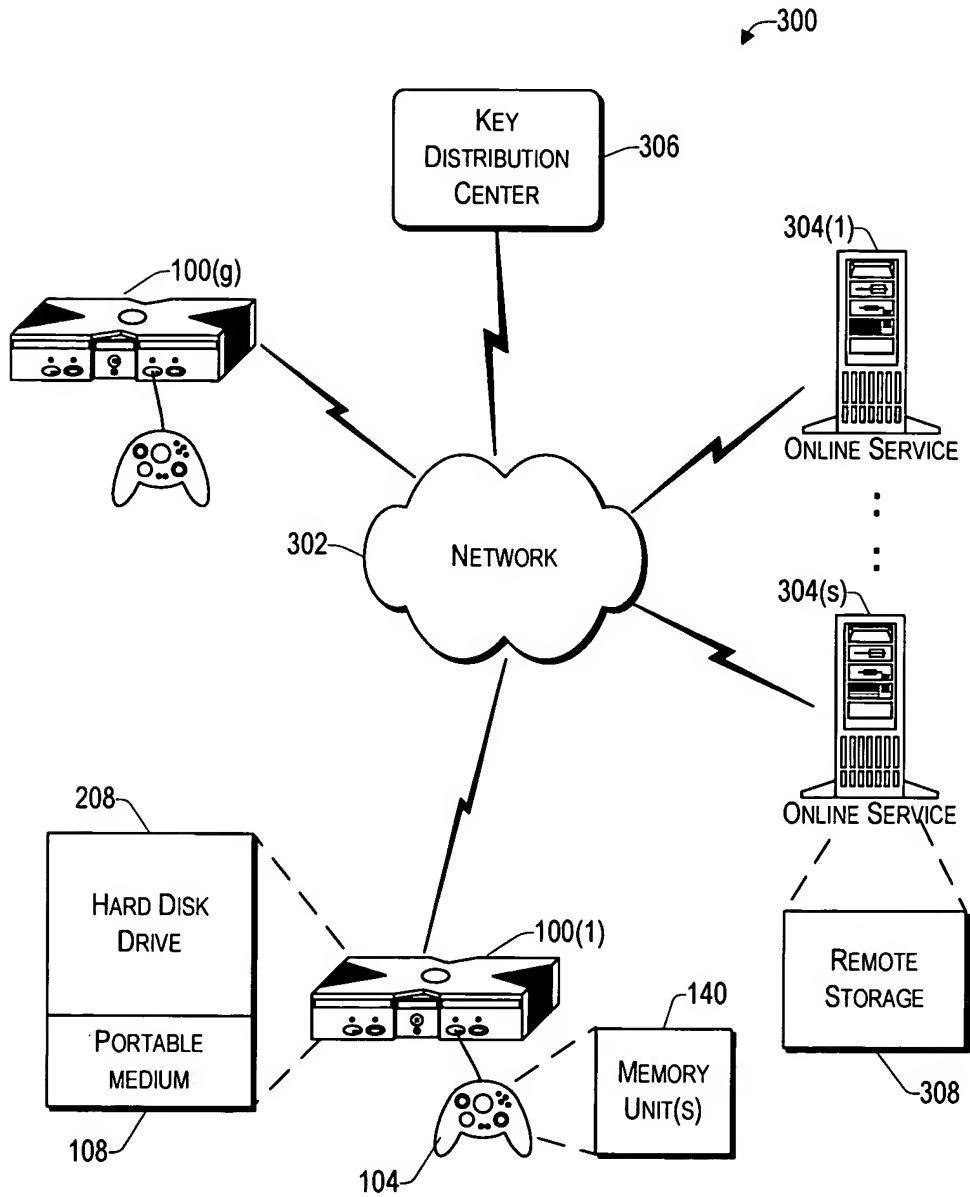 300
KEY
DISTRIBUTION
CENTER
306
304(1)
100(g)
ONLINE SERVICE
302
NETWORK
304(s)
ONLINE SERVICE
208
HARD DISK
DRIVE
PORTABLE
MEDIUM
108
100(1)
140
MEMORY
UNIT(S)
104
REMOTE
STORAGE
308